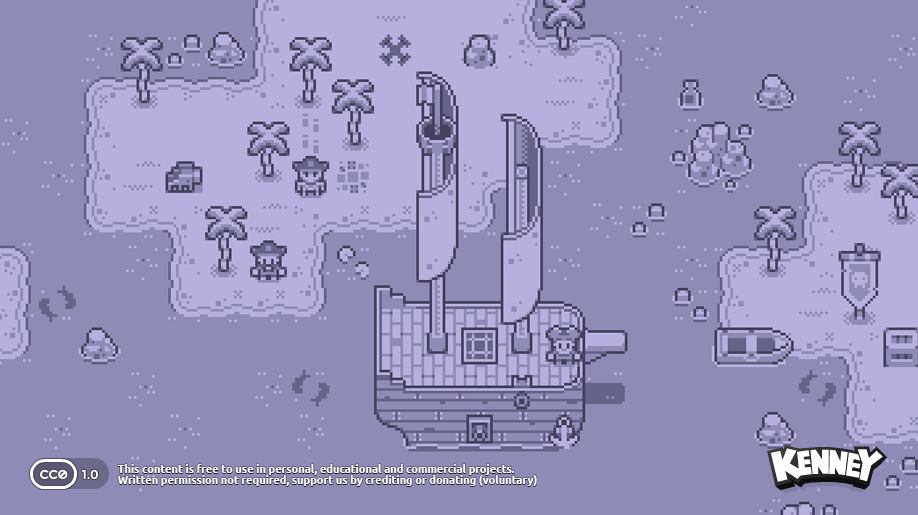 CC0 1.0
This content is free to use in personal, educational and commercial projects.
Written permission not required, support us by crediting or donating (voluntary)
KENNEY